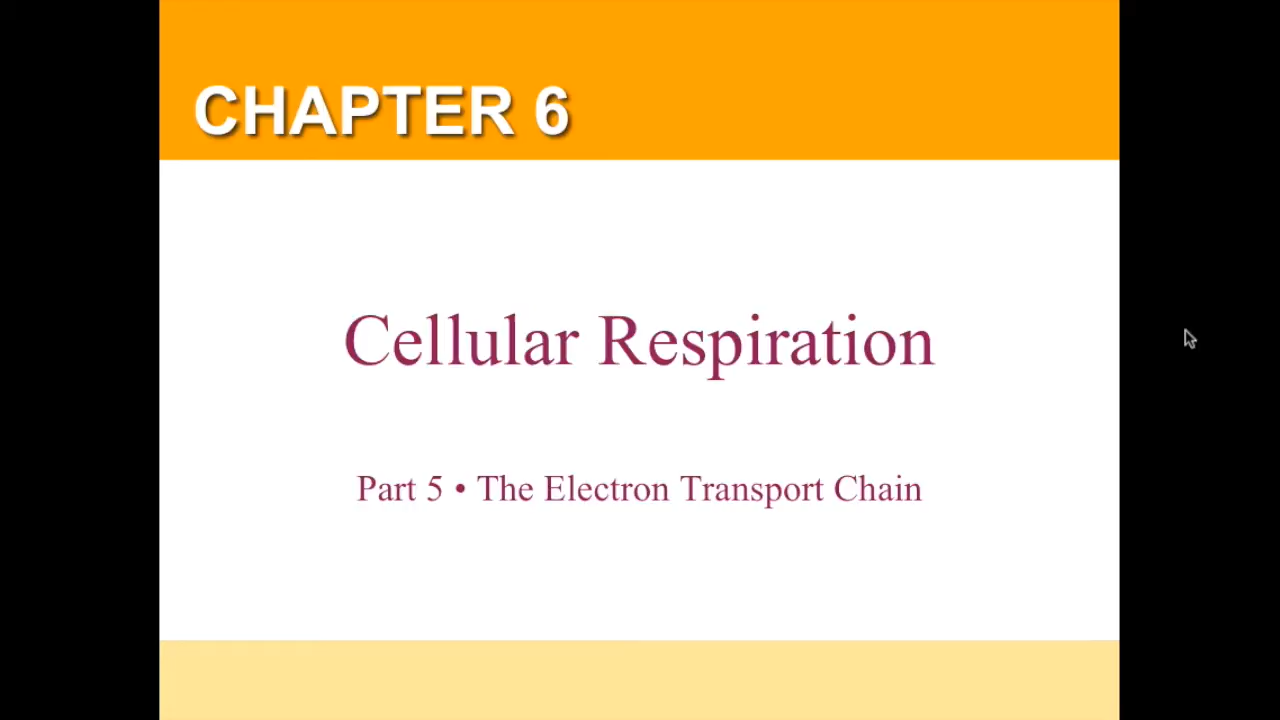 CHAPTER 6
Cellular Respiration
Part 5 • The Electron Transport Chain